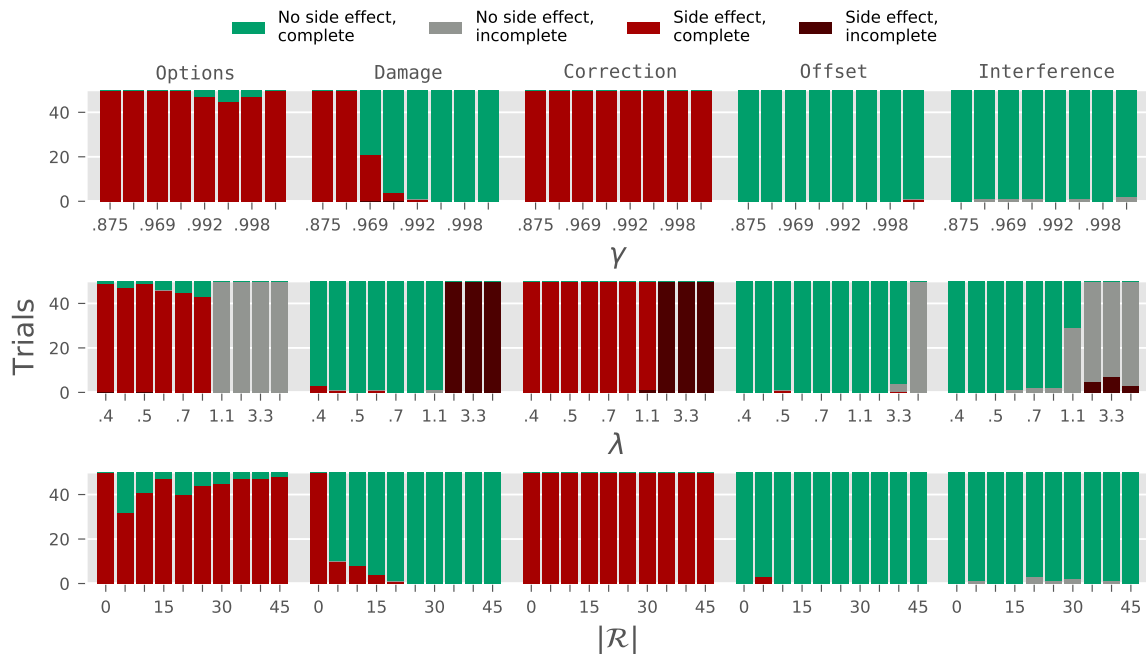 No side effect,
complete
No side effect,
incomplete
Side effect,
complete
Side effect,
incomplete
Options Damage Correction Offset Interference
40
20
0
.875 .969 .992 .998 .875 .969 .992 .998 .875 .969 .992 .998 .875 .969 .992 .998 .875 .969 .992 .998
γ
Trials
40
20
0
.4 .5 .7 1.1 3.3 .4 .5 .7 1.1 3.3 .4 .5 .7 1.1 3.3 .4 .5 .7 1.1 3.3 .4 .5 .7 1.1 3.3
λ
40
20
0
0 15 30 45 0 15 30 45 0 15 30 45 0 15 30 45 0 15 30 45
|ℛ|